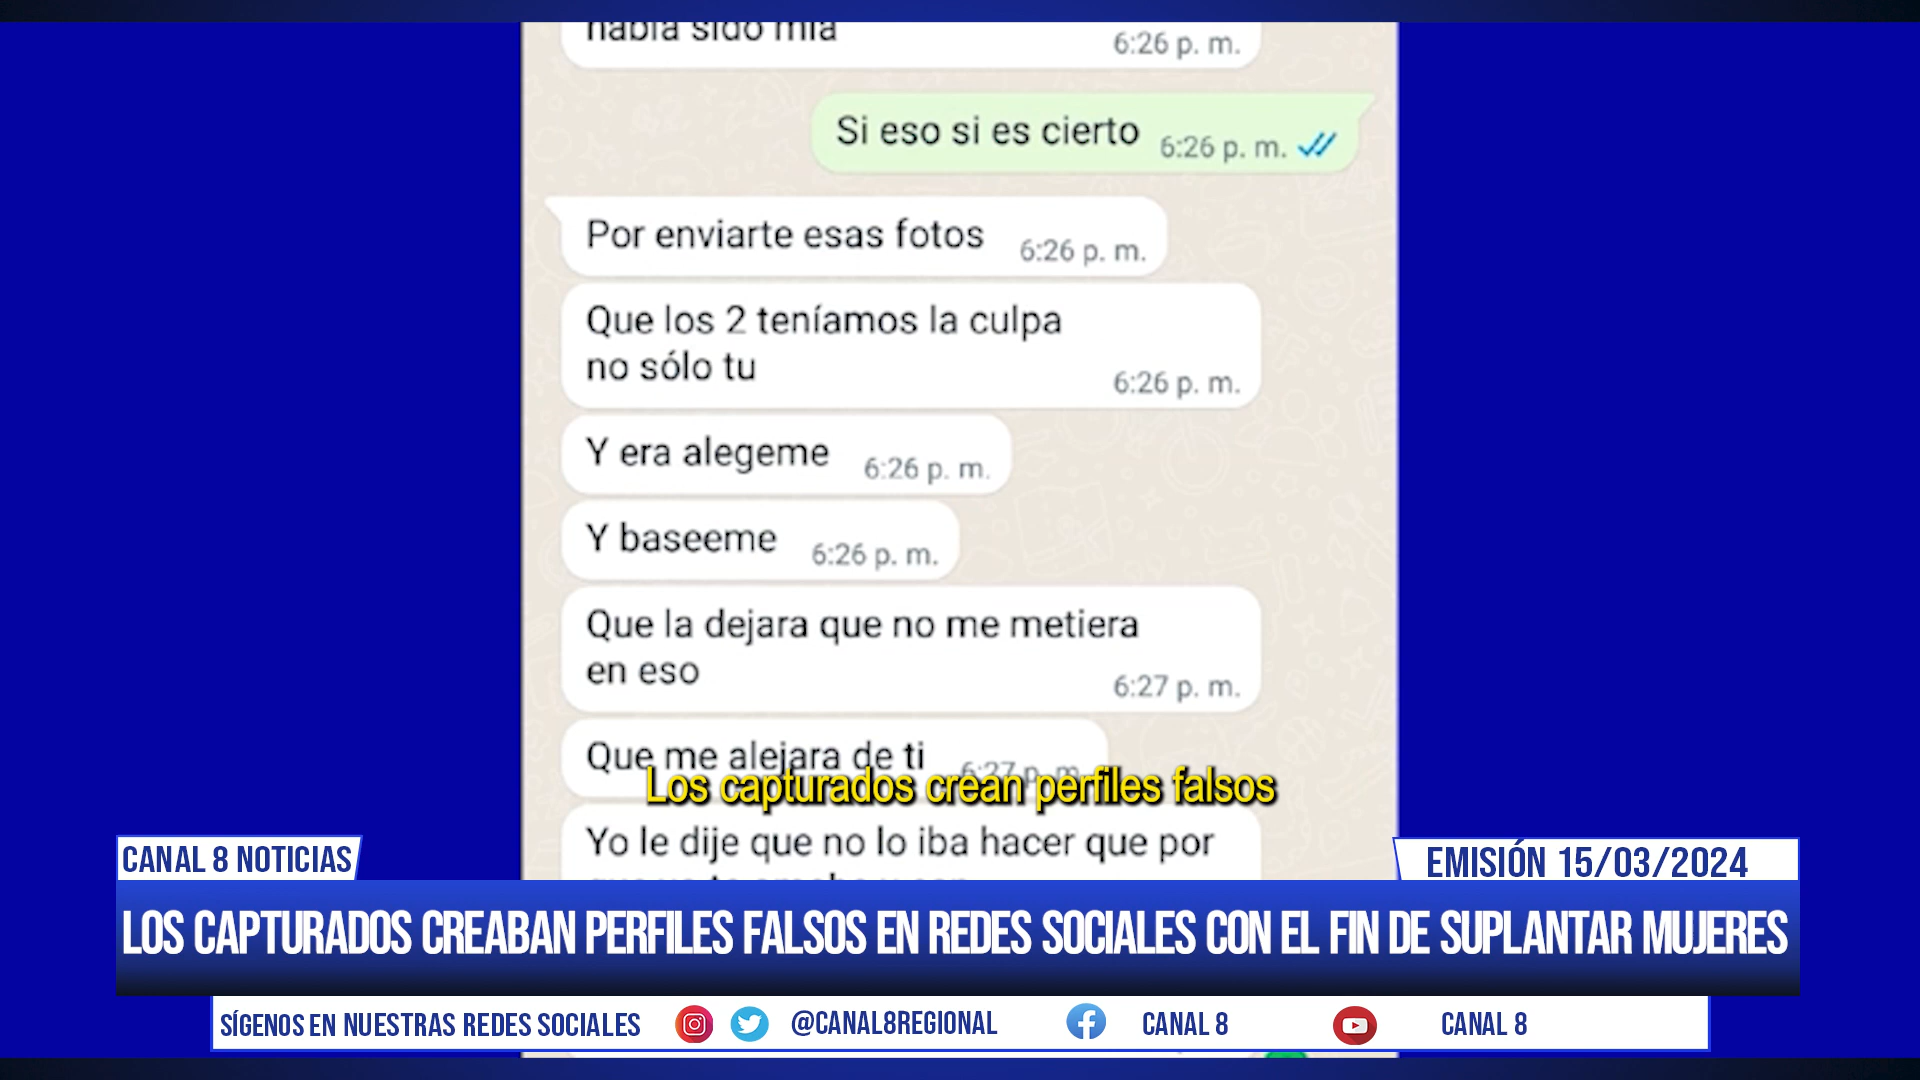 había sido mía
6:26 p. m.
Si eso si es cierto 6:26 p. m.
Por enviarte esas fotos 6:26 p. m.
Que los 2 teníamos la culpa
no sólo tu
6:26 p. m.
Y era alegeme 6:26 p. m.
Y baseeme 6:26 p. m.
Que la dejara que no me metiera
en eso
6:27 p. m.
Que me alejara de ti 6:27 p. m.
Los capturados crean perfiles falsos
Yo le dije que no lo iba hacer que por
CANAL 8 NOTICIAS
EMISIÓN 15/03/2024
LOS CAPTURADOS CREABAN PERFILES FALSOS EN REDES SOCIALES CON EL FIN DE SUPLANTAR MUJERES
SÍGENOS EN NUESTRAS REDES SOCIALES @CANAL8REGIONAL CANAL 8 CANAL 8